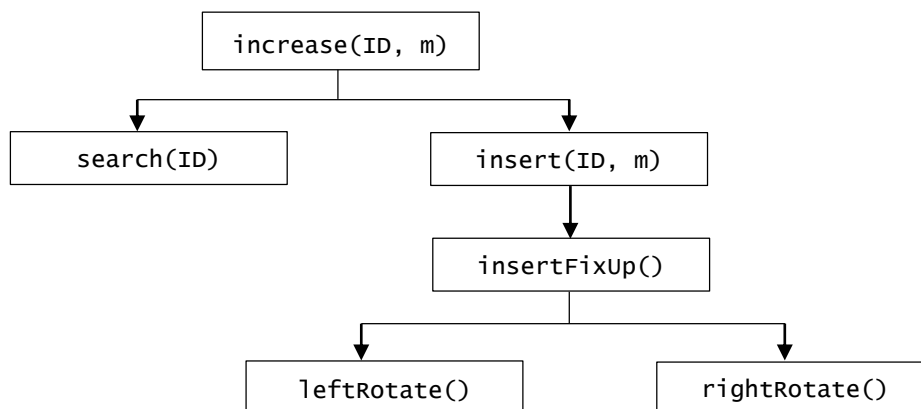 increase(ID, m)
search(ID)
insert(ID, m)
insertFixUp()
leftRotate()
rightRotate()